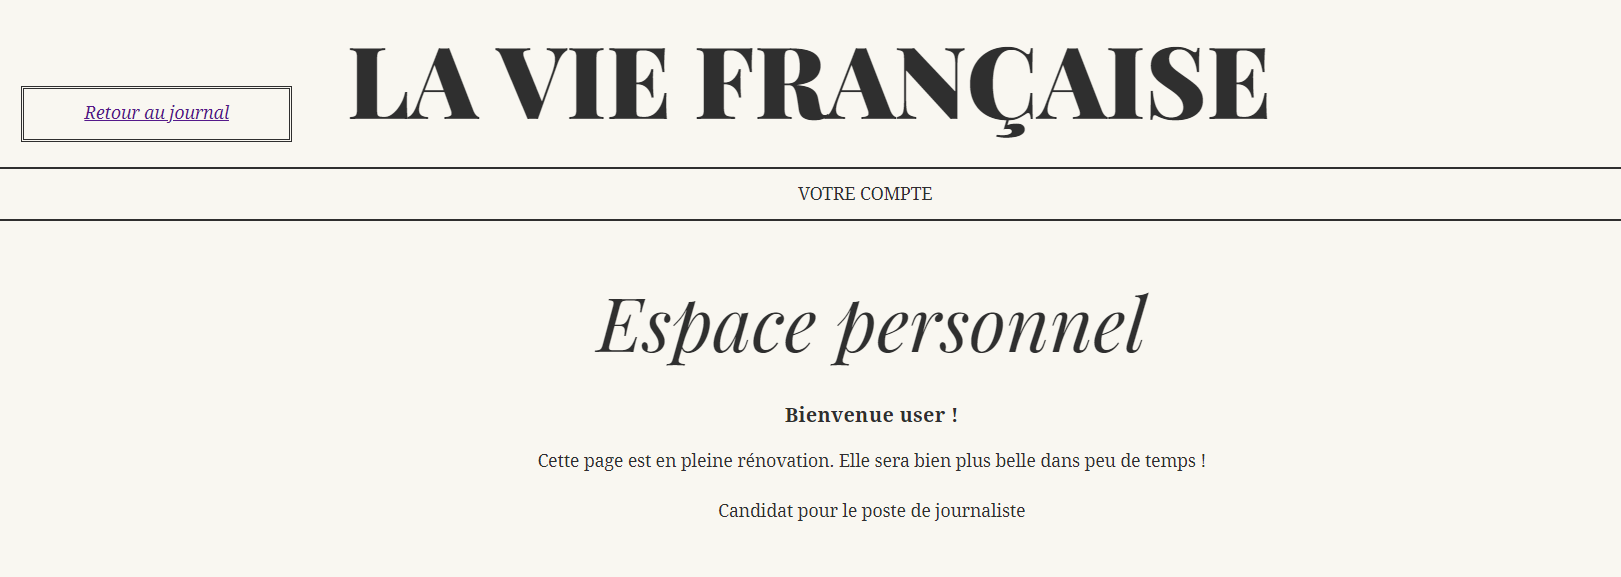 LA VIE FRANÇAISE
Retour au journal
VOTRE COMPTE
Espace personnel
Bienvenue user !
Cette page est en pleine rénovation. Elle sera bien plus belle dans peu de temps !
Candidat pour le poste de journaliste